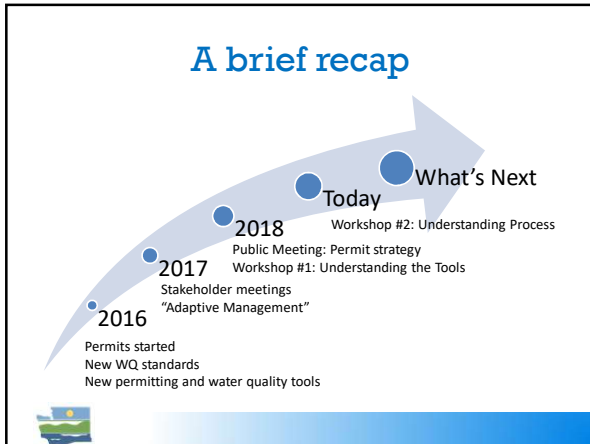 A brief recap
What's Next
Today
Workshop #2: Understanding Process
2018
Public Meeting: Permit strategy
Workshop #1: Understanding the Tools
2017
Stakeholder meetings
“Adaptive Management”
2016
Permits started
New WQ standards
New permitting and water quality tools